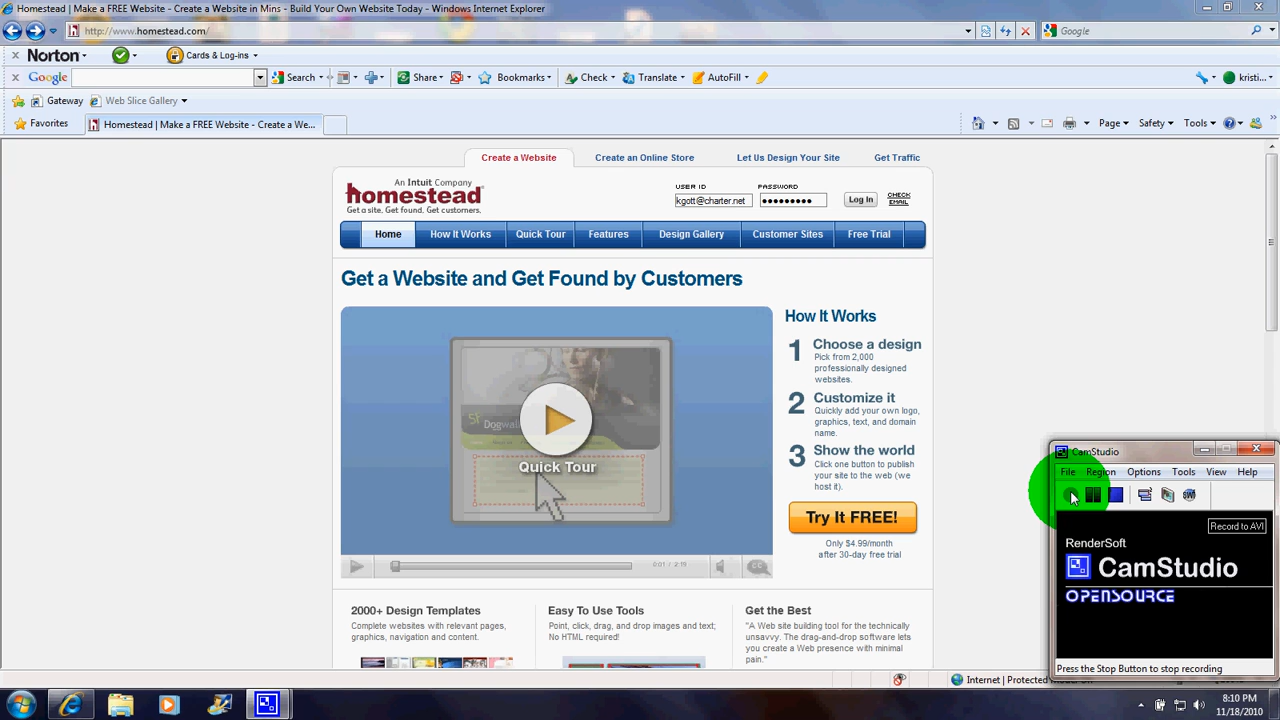 Homestead | Make a FREE Website - Create a Website in Mins - Build Your Own Website Today - Windows Internet Explorer
http://www.homestead.com/
Google
Norton
Cards & Log-ins
Google
Search
Share
Bookmarks
Check
Translate
AutoFill
kristi...
Gateway
Web Slice Gallery
Favorites
Homestead | Make a FREE Website - Create a We...
Page
Safety
Tools
Create a Website
Create an Online Store
Let Us Design Your Site
Get Traffic
An Intuit Company
homestead
Get a site. Get found. Get customers.
USER ID
PASSWORD
kgott@charter.net
Log In
CHECK
EMAIL
Home
How It Works
Quick Tour
Features
Design Gallery
Customer Sites
Free Trial
Get a Website and Get Found by Customers
Dogwal
Quick Tour
0:01 / 2:15
CC
How It Works
1 Choose a design
Pick from 2,000
professionally designed
websites.
2 Customize it
Quickly add your own logo,
graphics, text, and domain
name.
3 Show the world
Click one button to publish
your site to the web (we
host it).
Try It FREE!
Only $4.99/month
after 30-day free trial
2000+ Design Templates
Complete websites with relevant pages,
graphics, navigation and content.
Easy To Use Tools
Point, click, drag, and drop images and text;
No HTML required!
Get the Best
"A Web site building tool for the technically
unsavvy. The drag-and-drop software lets
you create a Web presence with minimal
pain."
CamStudio
File
Region
Options
Tools
View
Help
Record to AVI
RenderSoft
CamStudio
OPENSOURCE
Press the Stop Button to stop recording
Internet | Protected
8:10 PM
11/18/2010